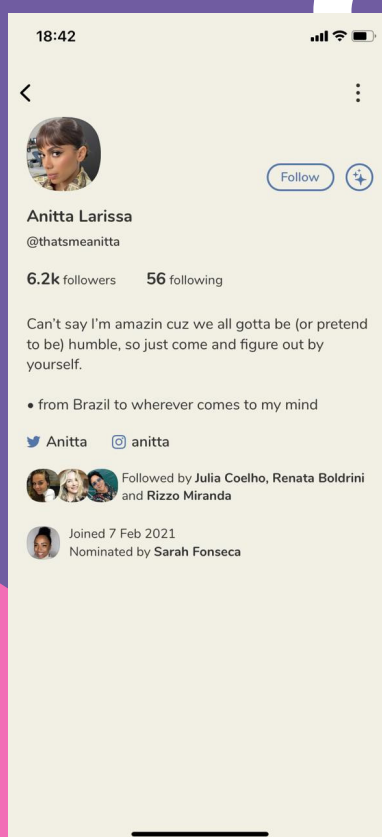 18:42
Follow
Anitta Larissa
@thatsmeanitta
6.2k followers 56 following
Can't say I'm amazin cuz we all gotta be (or pretend
to be) humble, so just come and figure out by
yourself.
• from Brazil to wherever comes to my mind
Anitta anitta
Followed by Julia Coelho, Renata Boldrini
and Rizzo Miranda
Joined 7 Feb 2021
Nominated by Sarah Fonseca